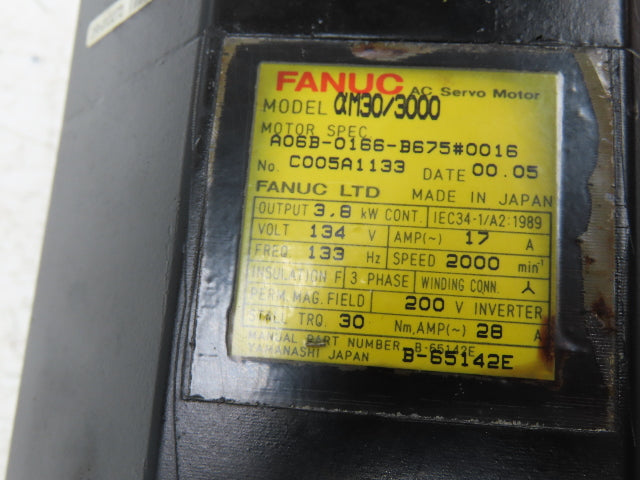 FANUC AC Servo Motor
MODEL αM30/3000
MOTOR SPEC
A06B-0166-B675#0016
No. C005A1133 DATE 00.05
FANUC LTD MADE IN JAPAN
OUTPUT 3.8 kW CONT. IEC34-1/A2:1989
VOLT 134 V AMP(~) 17 A
FREQ. 133 Hz SPEED 2000 min⁻¹
INSULATION F 3 PHASE WINDING CONN.
PERM. MAG. FIELD 200 V INVERTER
STALL TRQ. 30 Nm, AMP(~) 28 A
MANUAL PART NUMBER B-65142E
YAMANASHI JAPAN B-65142E